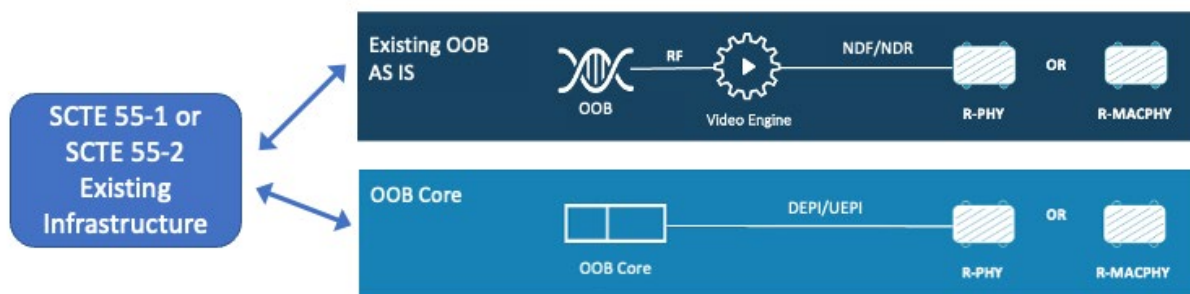 SCTE 55-1 or
SCTE 55-2
Existing
Infrastructure
Existing OOB
AS IS
OOB
RF
Video Engine
NDF/NDR
R-PHY
OR
R-MACPHY
OOB Core
OOB Core
DEPI/UEPI
R-PHY
OR
R-MACPHY